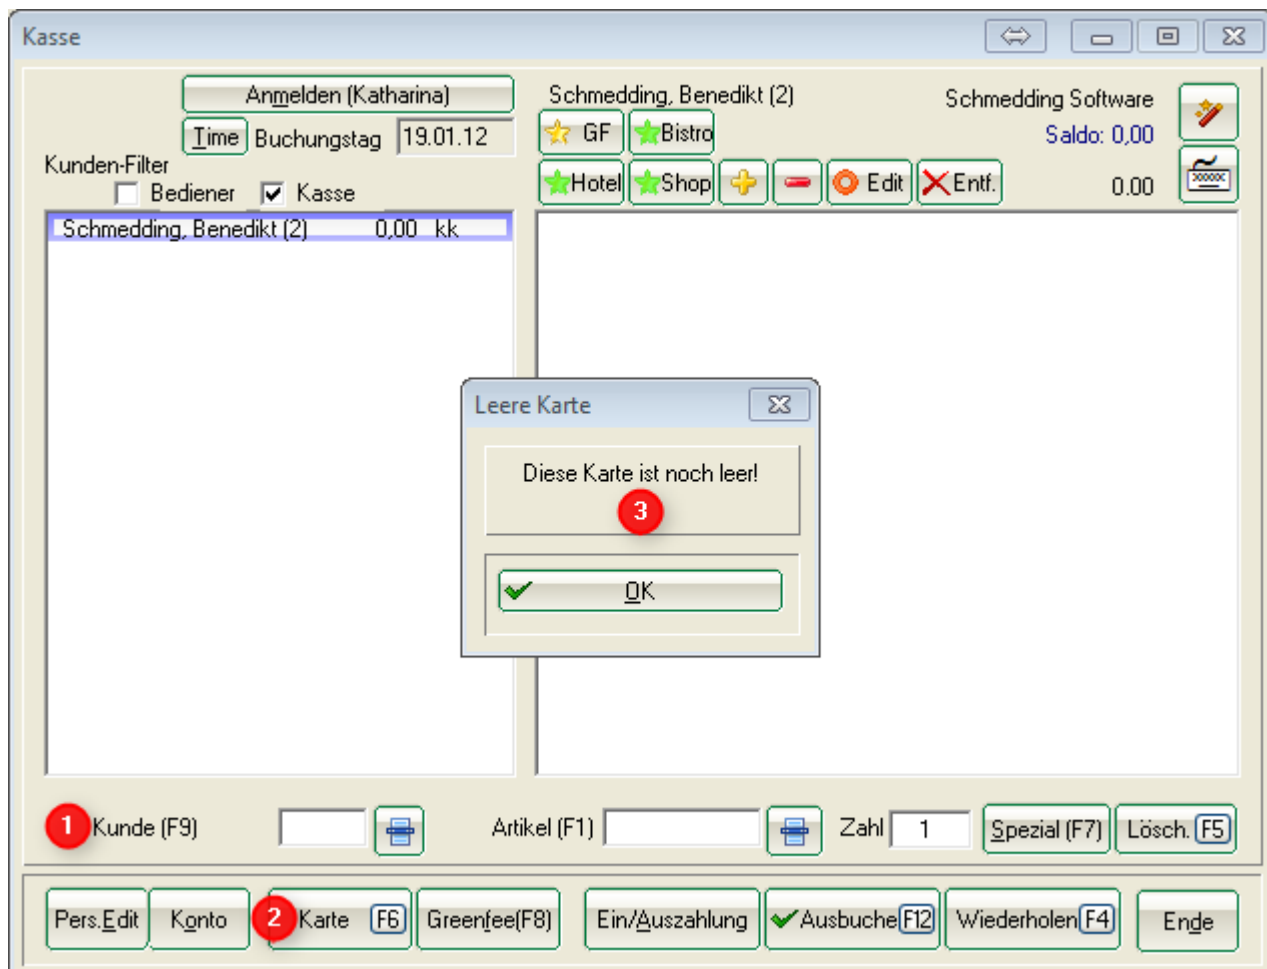 Kasse
Anmelden (Katharina)
Schmedding, Benedikt (2)
Schmedding Software
Time Buchungstag 19.01.12
GF Bistro
Saldo: 0,00
Kunden-Filter
Bediener Kasse
Hotel Shop Edit Entf.
0.00
Schmedding, Benedikt (2) 0,00 kk
Leere Karte
Diese Karte ist noch leer!
3
OK
1 Kunde (F9) Artikel (F1) Zahl 1 Spezial (F7) Lösch. F5
Pers.Edit Konto 2 Karte F6 Greenfee(F8) Ein/Auszahlung Ausbuche F12 Wiederholen F4 Ende